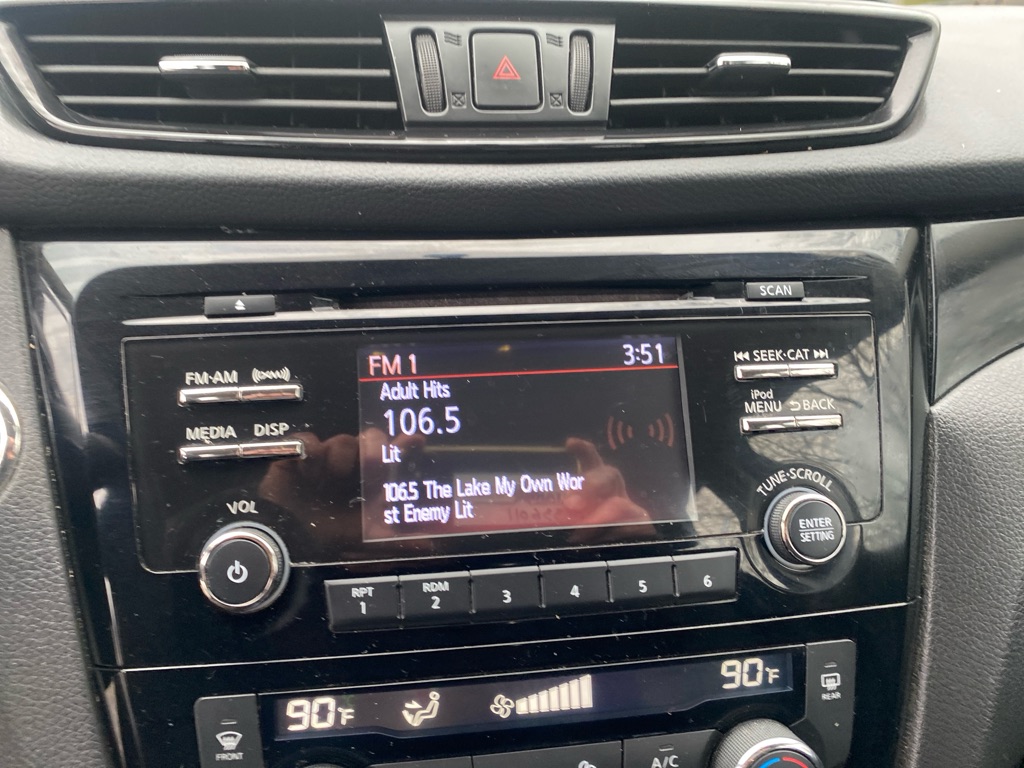 SCAN
FM 1 3:51
Adult Hits
106.5
Lit
106.5 The Lake My Own Wor
st Enemy Lit
FM·AM
MEDIA DISP
VOL
SEEK·CAT
iPod
MENU BACK
TUNE·SCROLL
ENTER
SETTING
RPT RDM
1 2 3 4 5 6
90°F 90°F
FRONT REAR
A/C